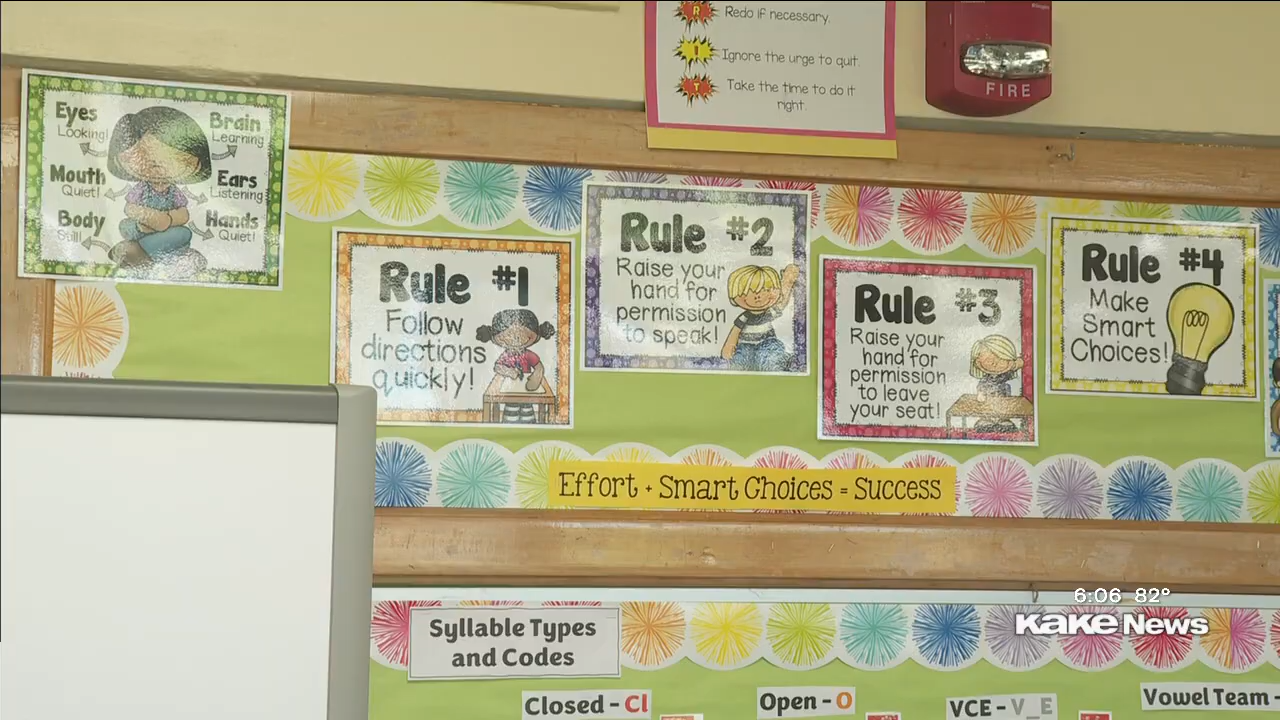 R Redo if necessary.
I Ignore the urge to quit.
T Take the time to do it
right.
FIRE
Eyes
Looking!
Brain
Learning
Mouth
Quiet!
Ears
Listening
Body
Still!
Hands
Quiet!
Rule #1
Follow
directions
quickly!
Rule #2
Raise your
hand for
permission
to speak!
Rule #3
Raise your
hand for
permission
to leave
your seat!
Rule #4
Make
Smart
Choices!
Effort + Smart Choices = Success
6:06 82°
KAKE News
Syllable Types
and Codes
Closed - Cl
Open - O
VCE - V_E
Vowel Team -